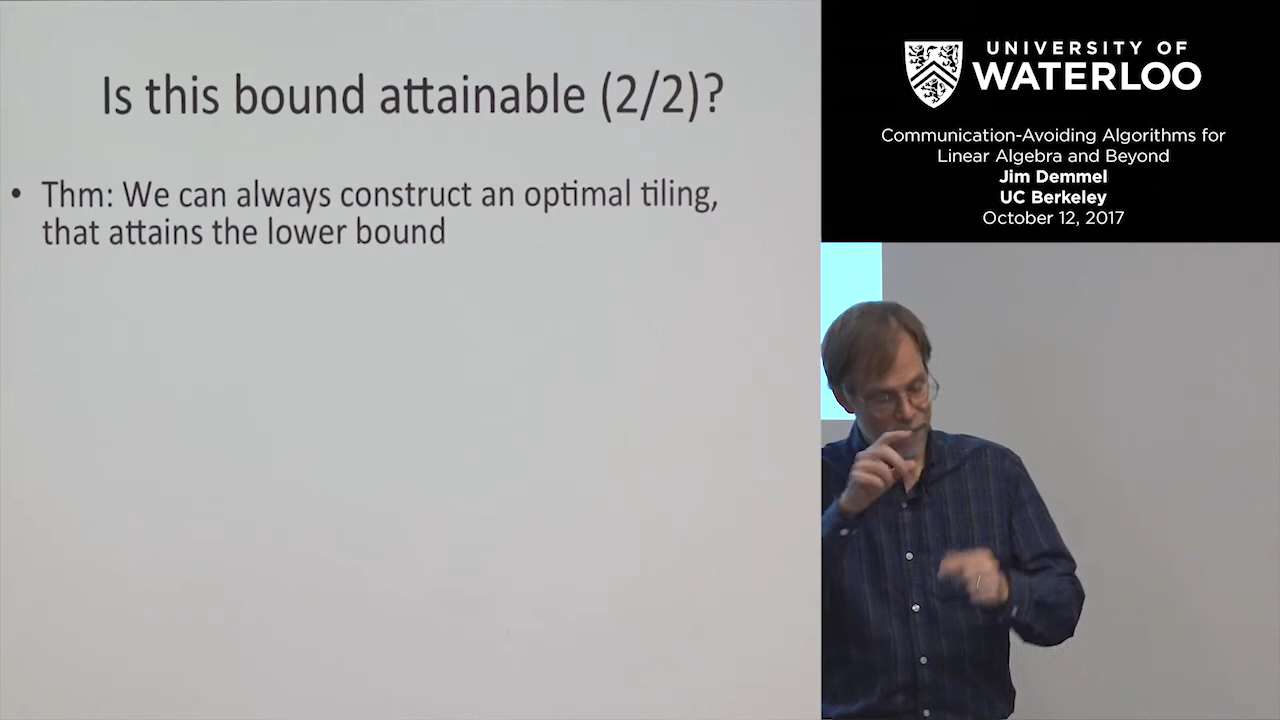 Is this bound attainable (2/2)?
• Thm: We can always construct an optimal tiling,
that attains the lower bound
UNIVERSITY OF
WATERLOO
Communication-Avoiding Algorithms for
Linear Algebra and Beyond
Jim Demmel
UC Berkeley
October 12, 2017